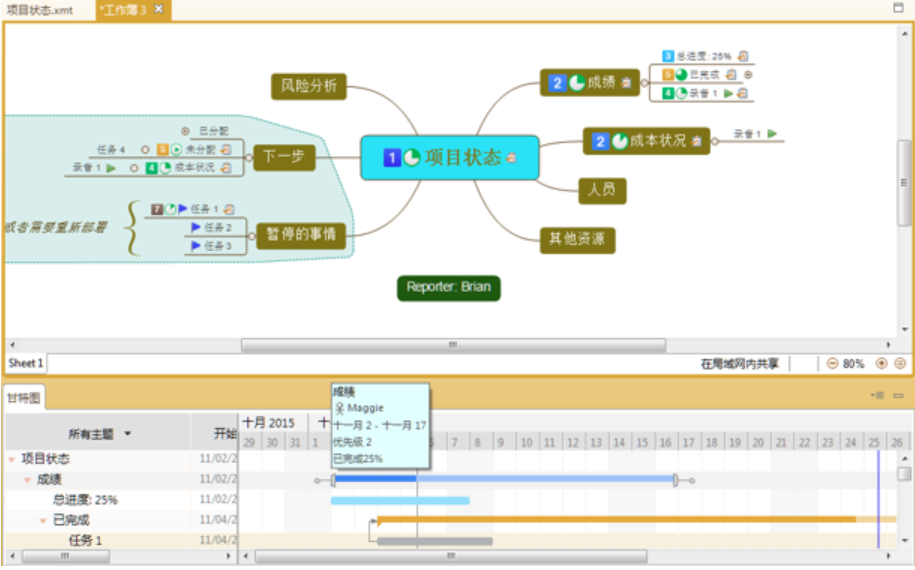 项目状态.xmt
*工作簿 3
风险分析
总进度: 25%
2 成绩
5 已完成
4 录音 1
已分配
任务 4
5 未分配
下一步
1 项目状态
2 成本状况
录音 1
录音 1
4 成本状况
人员
7 任务 1
或者需要重新部署
任务 2
暂停的事情
其他资源
任务 3
Reporter: Brian
Sheet 1
在局域网内共享
80%
甘特图
成绩
Maggie
十一月 2 - 十一月 17
优先级 2
已完成25%
十月 2015
十
所有主题
开始
29 30 31 1 6 7 8 9 10 11 12 13 14 15 16 17 18 19 20 21 22 23 24 25 26
项目状态 11/02/2
成绩 11/02/2
总进度: 25% 11/02/2
已完成 11/04/2
任务 1 11/04/2